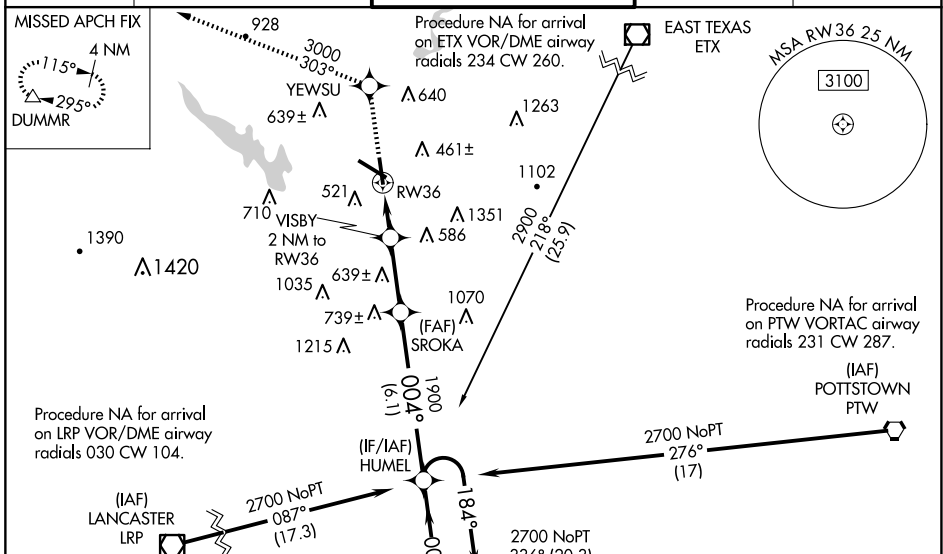 MISSED APCH FIX
4 NM
115°
295°
DUMMR
928
3000
303°
YEWSU
639±
640
Procedure NA for arrival
on ETX VOR/DME airway
radials 234 CW 260.
EAST TEXAS
ETX
MSA RW 36 25 NM
3100
1263
461±
1102
521
RW36
710
VISBY
2 NM to
RW36
1351
586
2900
218°
(25.9)
1390
1420
1035
639±
739±
1070
(FAF)
SROKA
1215
Procedure NA for arrival
on PTW VORTAC airway
radials 231 CW 287.
(IAF)
POTTSTOWN
PTW
1900
004°
(6.1)
Procedure NA for arrival
on LRP VOR/DME airway
radials 030 CW 104.
(IF/IAF)
HUMEL
2700 NoPT
276°
(17)
(IAF)
LANCASTER
LRP
2700 NoPT
087°
(17.3)
184°
2700 NoPT